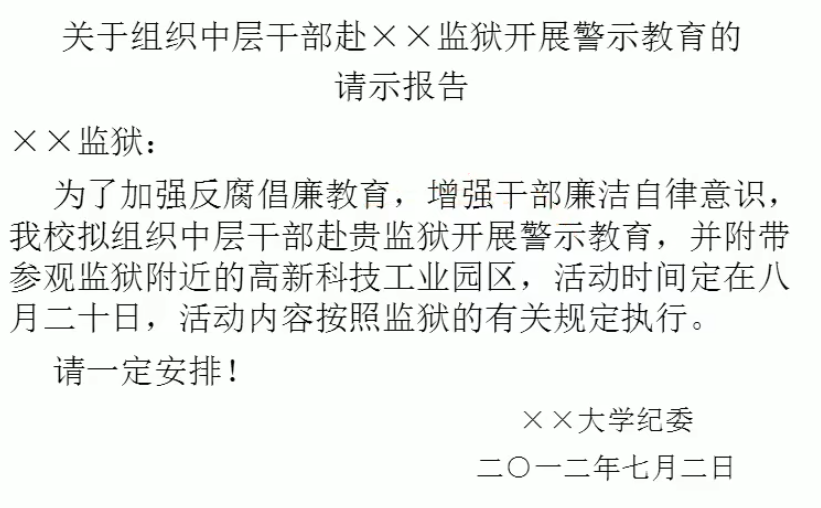 关于组织中层干部赴××监狱开展警示教育的
请示报告
××监狱：
为了加强反腐倡廉教育，增强干部廉洁自律意识，
我校拟组织中层干部赴贵监狱开展警示教育，并附带
参观监狱附近的高新科技工业园区，活动时间定在八
月二十日，活动内容按照监狱的有关规定执行。
请一定安排！
××大学纪委
二〇一二年七月二日